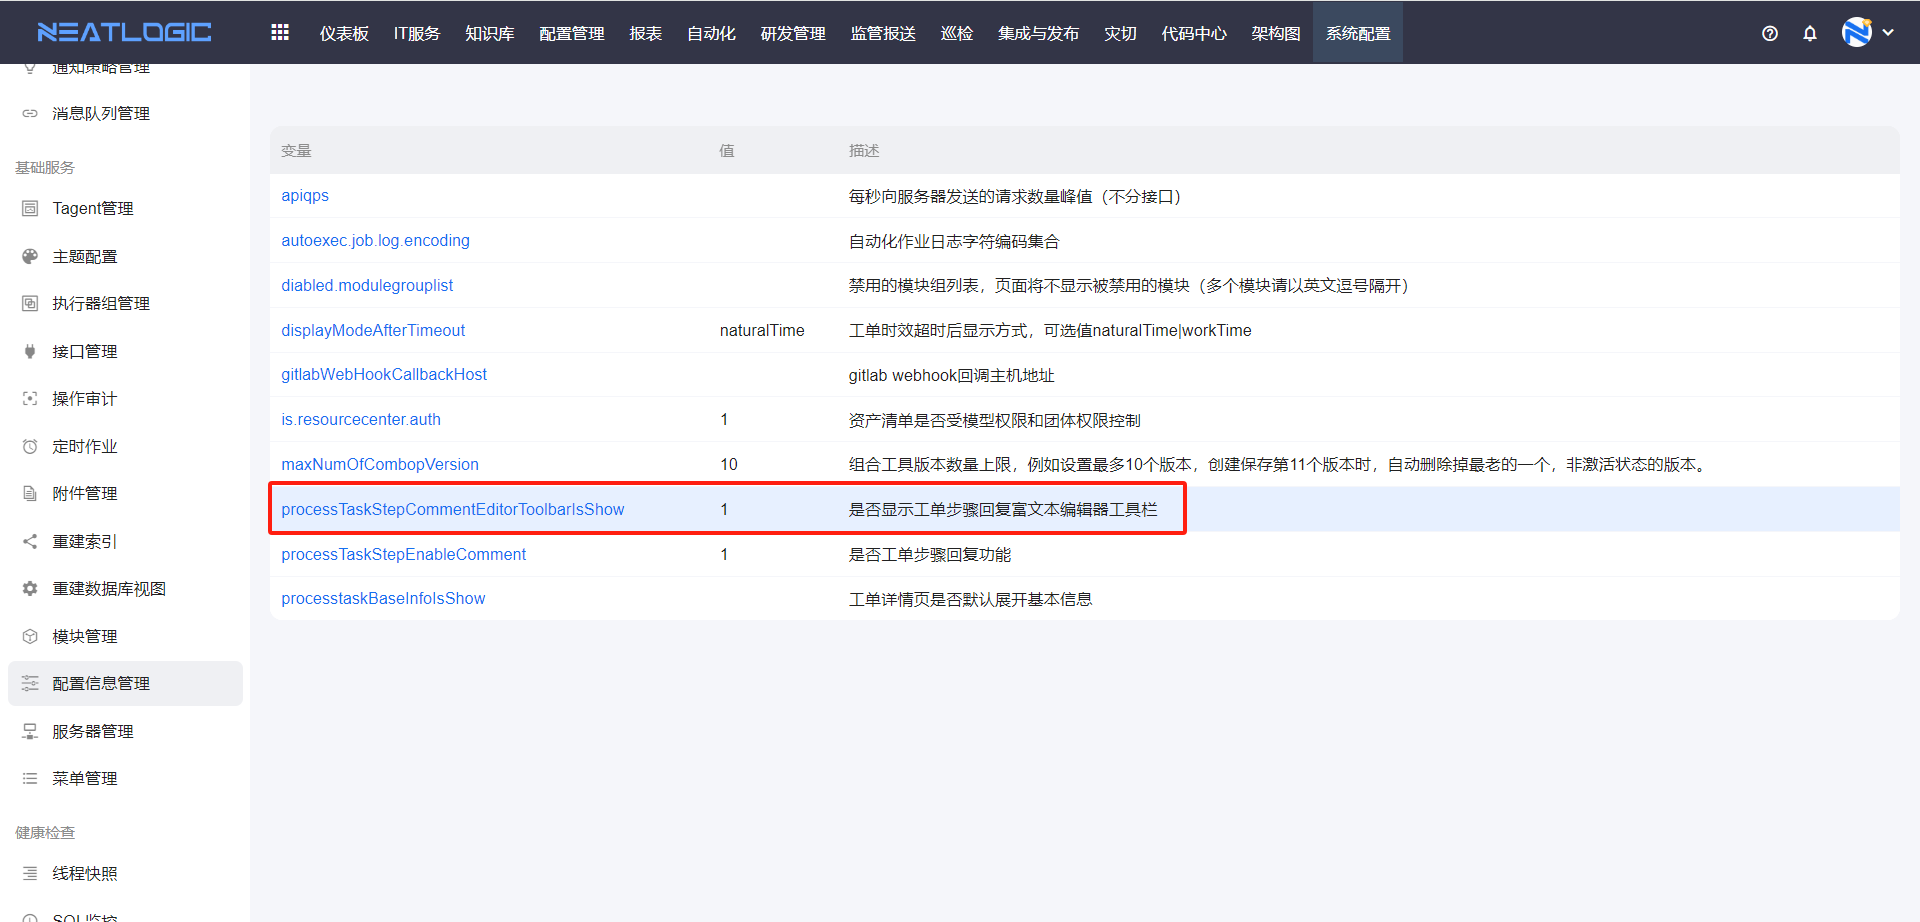 NEATLOGIC 仪表板 IT服务 知识库 配置管理 报表 自动化 研发管理 监管报送 巡检 集成与发布 灾切 代码中心 架构图 系统配置
通知策略管理
消息队列管理
基础服务
Tagent管理
主题配置
执行器组管理
接口管理
操作审计
定时作业
附件管理
重建索引
重建数据库视图
模块管理
配置信息管理
服务器管理
菜单管理
健康检查
线程快照
SQL监控
变量 值 描述
apiqps 每秒向服务器发送的请求数量峰值（不分接口）
autoexec.job.log.encoding 自动化作业日志字符编码集合
diabled.modulegrouplist 禁用的模块组列表，页面将不显示被禁用的模块（多个模块请以英文逗号隔开）
displayModeAfterTimeout naturalTime 工单时效超时后显示方式，可选值naturalTime|workTime
gitlabWebHookCallbackHost gitlab webhook回调主机地址
is.resourcecenter.auth 1 资产清单是否受模型权限和团体权限控制
maxNumOfCombopVersion 10 组合工具版本数量上限，例如设置最多10个版本，创建保存第11个版本时，自动删除掉最老的一个，非激活状态的版本。
processTaskStepCommentEditorToolbarIsShow 1 是否显示工单步骤回复富文本编辑器工具栏
processTaskStepEnableComment 1 是否工单步骤回复功能
processtaskBaseInfoIsShow 工单详情页是否默认展开基本信息